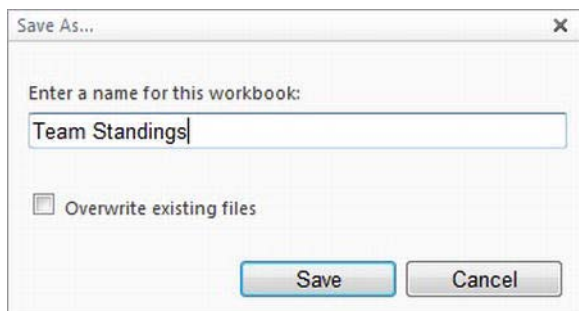 Save As...
Enter a name for this workbook:
Team Standings
Overwrite existing files
Save Cancel